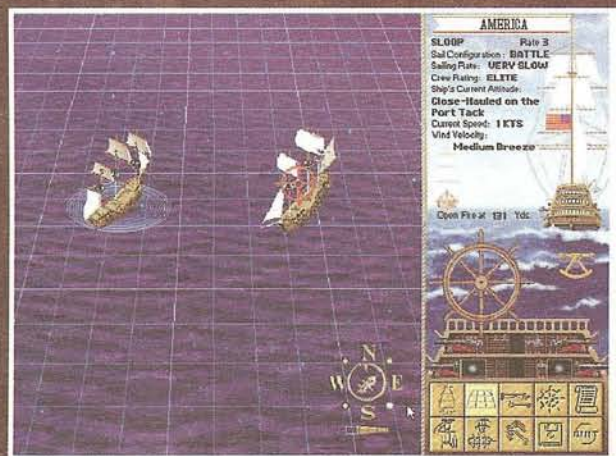 AMERICA
SLOOP Rate 3
Sail Configuration: BATTLE
Sailing Rate: VERY SLOW
Crew Rating: ELITE
Ship's Current Attitude:
Close-Hauled on the
Port Tack
Current Speed: 1 KTS
Wind Velocity:
Medium Breeze
Open Fire at 131 Yds.
N
W E
S
QUIT